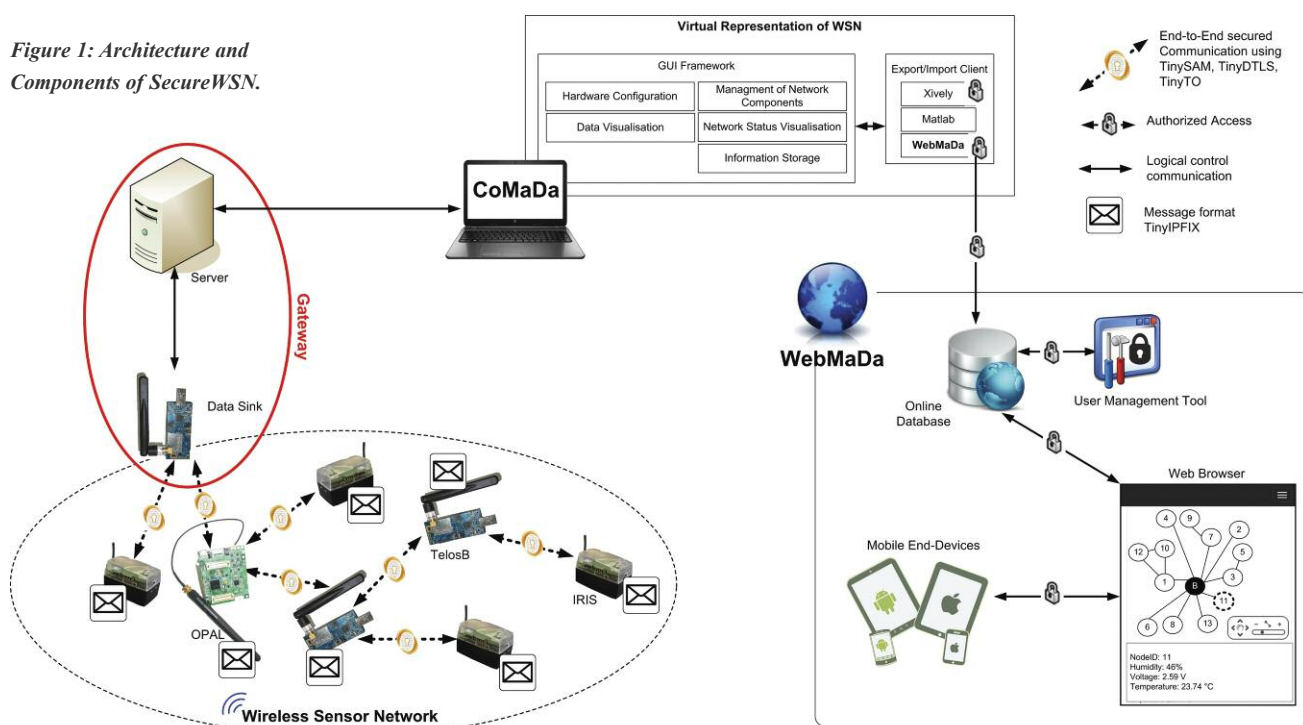 Figure 1: Architecture and
Components of SecureWSN.
Virtual Representation of WSN
GUI Framework
Hardware Configuration
Managment of Network
Components
Data Visualisation
Network Status Visualisation
Information Storage
Export/Import Client
Xively
Matlab
WebMaDa
End-to-End secured
Communication using
TinySAM, TinyDTLS,
TinyTO
Authorized Access
Logical control
communication
Message format
TinyIPFIX
CoMaDa
Server
Gateway
Data Sink
TelosB
IRIS
OPAL
Wireless Sensor Network
WebMaDa
Online
Database
User Management Tool
Mobile End-Devices
Web Browser
4
9
2
7
12
10
5
1
3
B
11
6
8
13
NodeID: 11
Humidity: 46%
Voltage: 2.59 V
Temperature: 23.74 °C